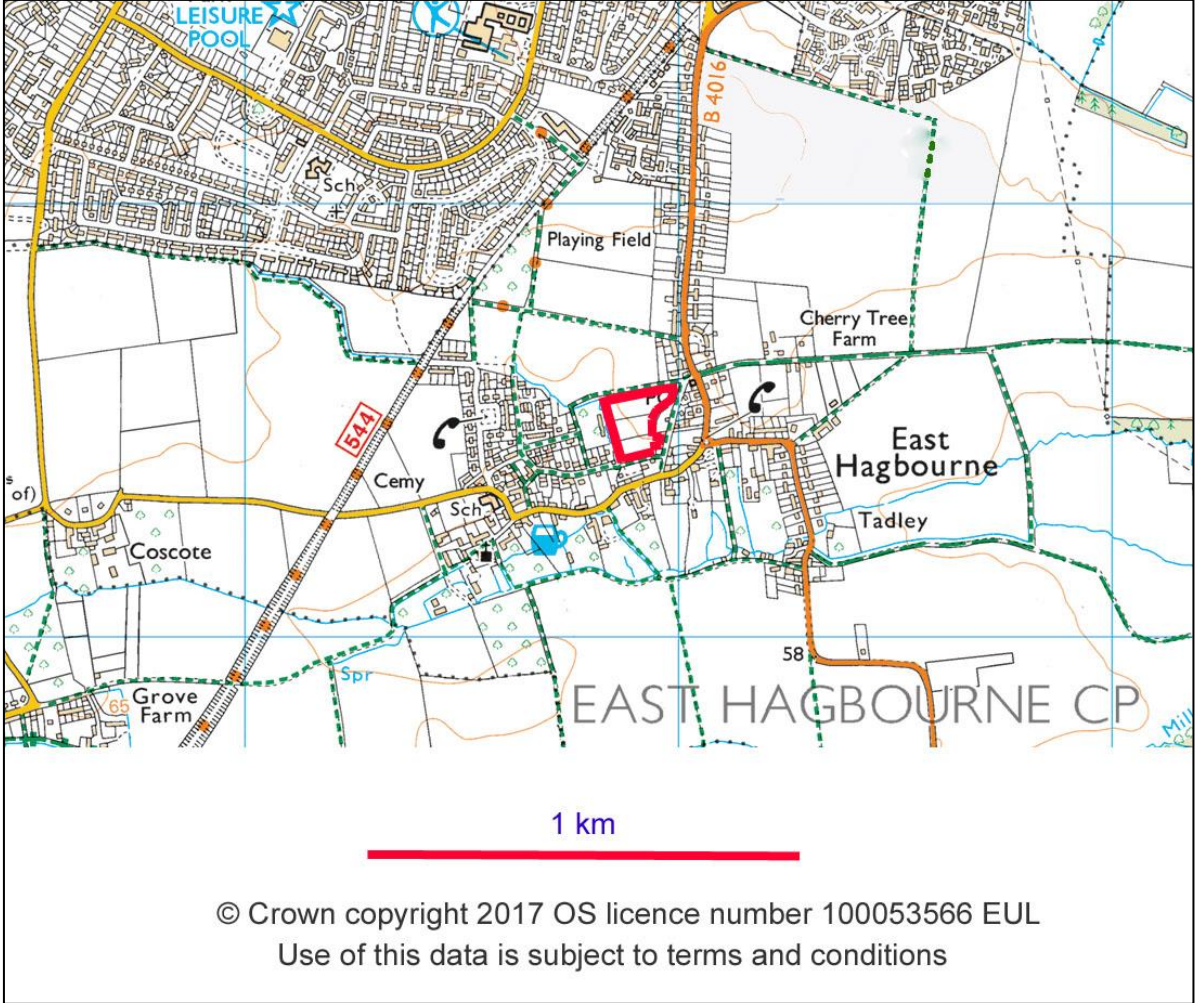 LEISURE
POOL
B 4016
Sch
Playing Field
Cherry Tree
Farm
544
East
Hagbourne
of)
Cemy
Sch
Tadley
Coscote
58
Spr
65
Grove
Farm
EAST HAGBOURNE CP
1 km
© Crown copyright 2017 OS licence number 100053566 EUL
Use of this data is subject to terms and conditions